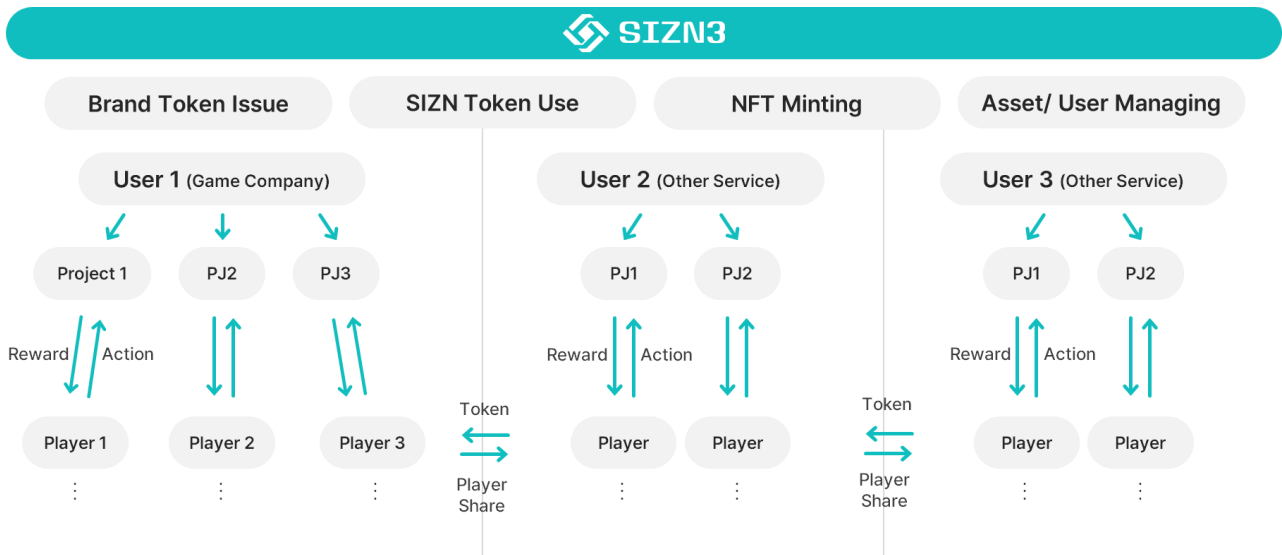 SIZN3
Brand Token Issue
SIZN Token Use
NFT Minting
Asset/ User Managing
User 1 (Game Company)
User 2 (Other Service)
User 3 (Other Service)
Project 1
PJ2
PJ3
PJ1
PJ2
PJ1
PJ2
Reward
Action
Reward
Action
Reward
Action
Token
Token
Player 1
Player 2
Player 3
Player
Player
Player
Player
Player
Share
Player
Share